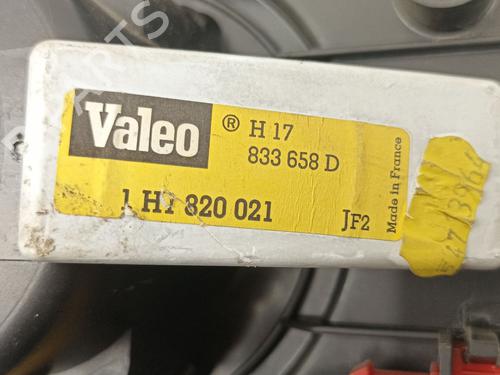 Valeo ® H 17
833 658 D
1 H1 820 021
JF2
Made in France